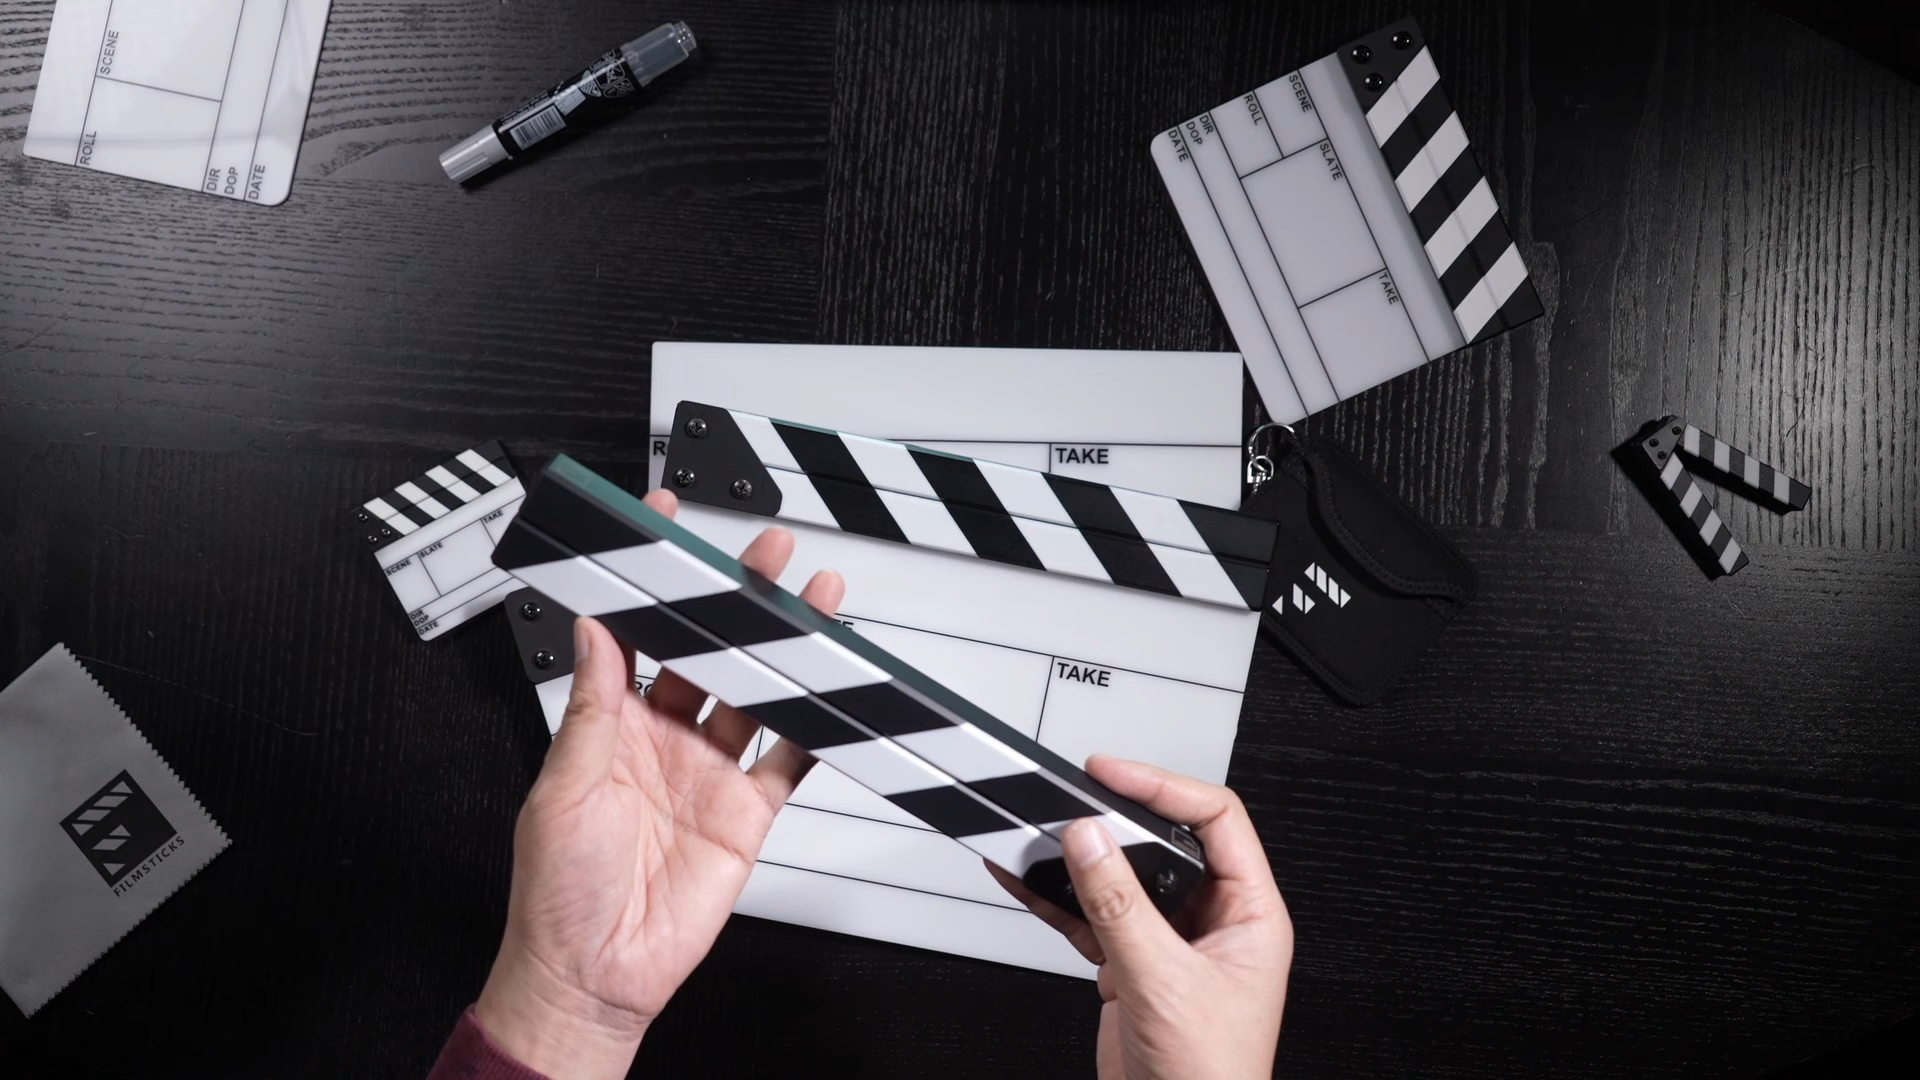 SCENE
ROLL
DIR
DOP
DATE
SCENE
ROLL
DIR
DOP
DATE
SLATE
TAKE
TAKE
TAKE
SLATE
SCENE
DIR
DOP
DATE
TAKE
FILMSTICKS